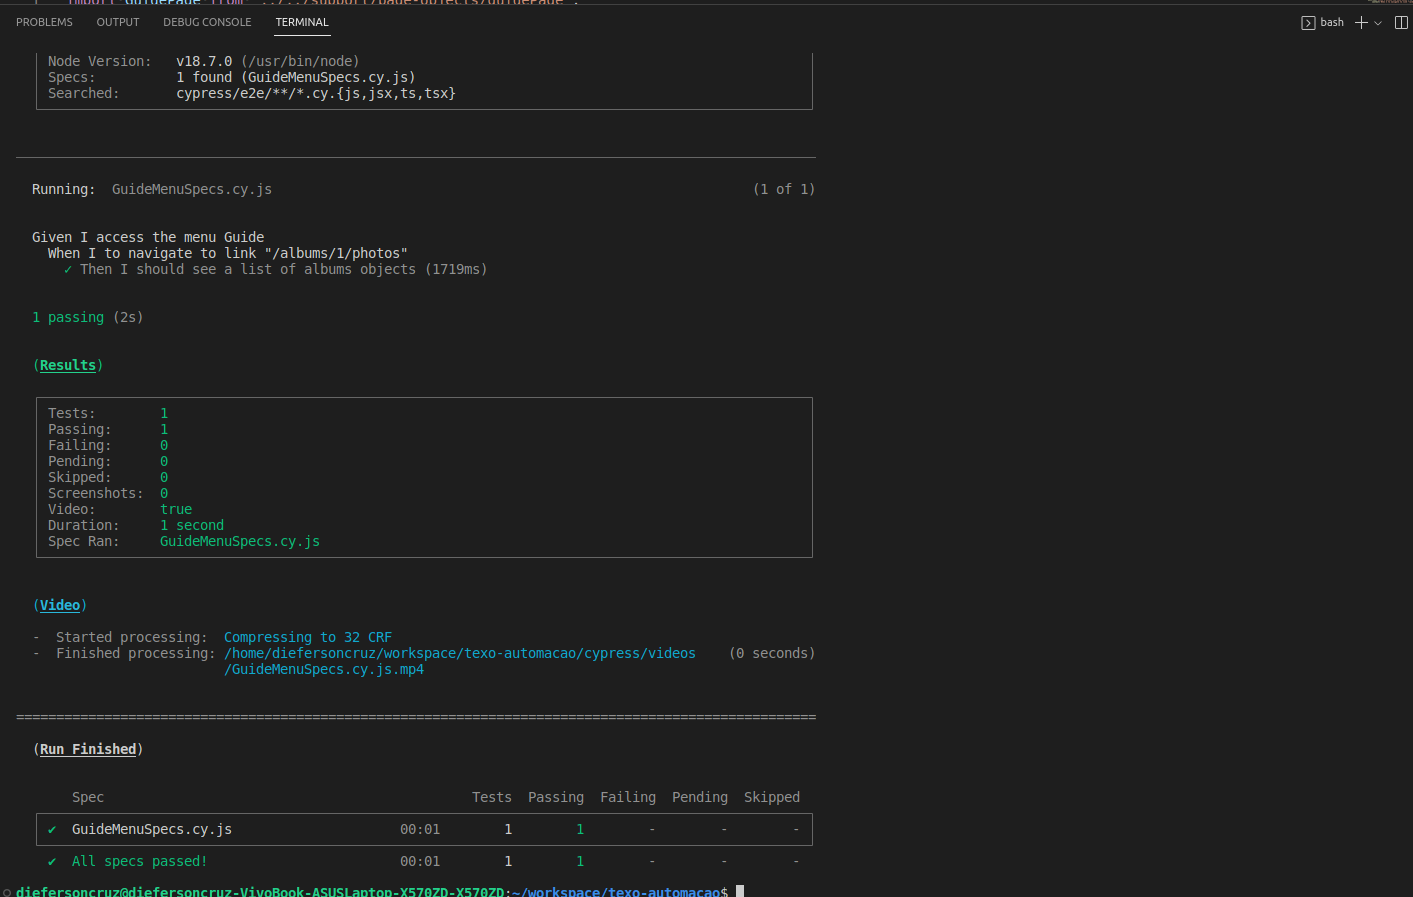 import GuidePage from '../../support/page-objects/guidePage'
PROBLEMS OUTPUT DEBUG CONSOLE TERMINAL bash
Node Version: v18.7.0 (/usr/bin/node)
Specs: 1 found (GuideMenuSpecs.cy.js)
Searched: cypress/e2e/**/*.cy.{js,jsx,ts,tsx}
Running: GuideMenuSpecs.cy.js (1 of 1)
Given I access the menu Guide
When I to navigate to link "/albums/1/photos"
✓ Then I should see a list of albums objects (1719ms)
1 passing (2s)
(Results)
Tests: 1
Passing: 1
Failing: 0
Pending: 0
Skipped: 0
Screenshots: 0
Video: true
Duration: 1 second
Spec Ran: GuideMenuSpecs.cy.js
(Video)
- Started processing: Compressing to 32 CRF
- Finished processing: /home/diefersoncruz/workspace/texo-automacao/cypress/videos (0 seconds)
/GuideMenuSpecs.cy.js.mp4
====================================================================================================
(Run Finished)
Spec Tests Passing Failing Pending Skipped
✔ GuideMenuSpecs.cy.js 00:01 1 1 - - -
✔ All specs passed! 00:01 1 1 - - -
diefersoncruz@diefersoncruz-VivoBook-ASUSLaptop-X570ZD-X570ZD:~/workspace/texo-automacao$